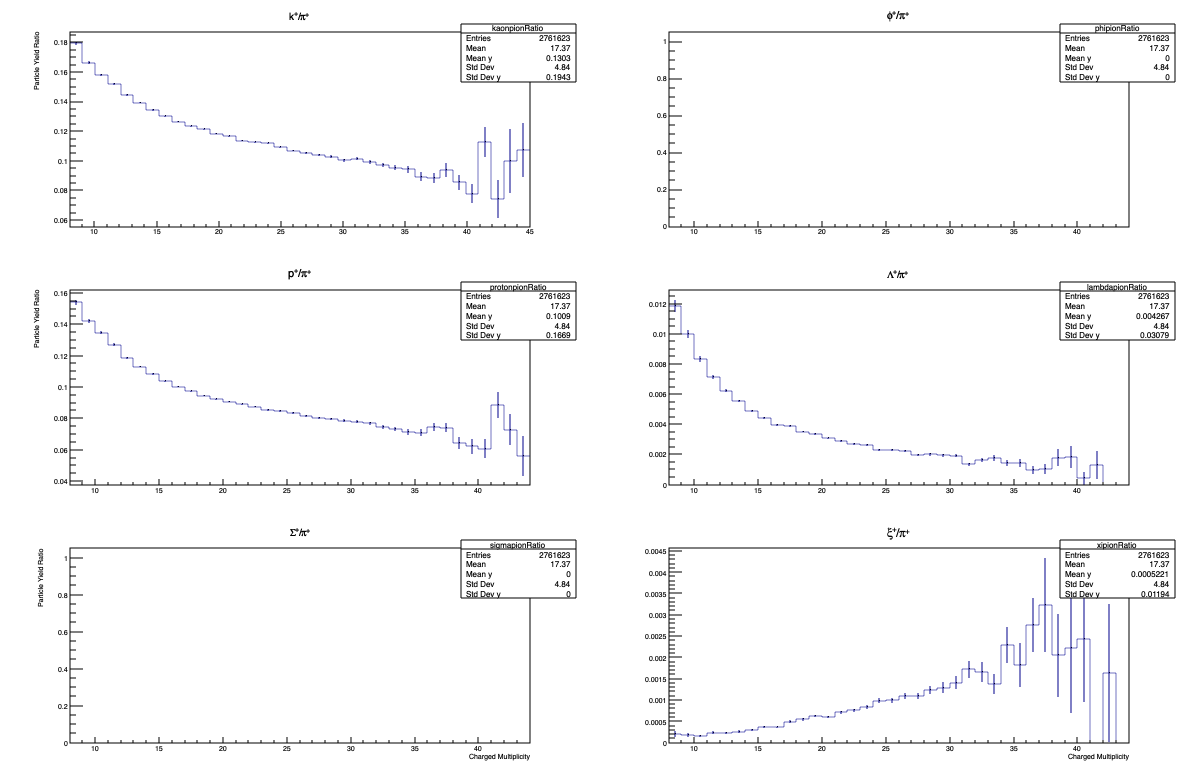 k⁺/π⁺
kaonpionRatio
Entries 2761623
Mean 17.37
Mean y 0.1303
Std Dev 4.84
Std Dev y 0.1943
Particle Yield Ratio
0.18
0.16
0.14
0.12
0.1
0.08
0.06
10 15 20 25 30 35 40 45
ϕ⁺/π⁺
phipionRatio
Entries 2761623
Mean 17.37
Mean y 0
Std Dev 4.84
Std Dev y 0
1
0.8
0.6
0.4
0.2
0
10 15 20 25 30 35 40
p⁺/π⁺
protonpionRatio
Entries 2761623
Mean 17.37
Mean y 0.1009
Std Dev 4.84
Std Dev y 0.1669
Particle Yield Ratio
0.16
0.14
0.12
0.1
0.08
0.06
0.04
10 15 20 25 30 35 40
Λ⁺/π⁺
lambdapionRatio
Entries 2761623
Mean 17.37
Mean y 0.004267
Std Dev 4.84
Std Dev y 0.03079
0.012
0.01
0.008
0.006
0.004
0.002
0
10 15 20 25 30 35 40
Σ⁺/π⁺
sigmapionRatio
Entries 2761623
Mean 17.37
Mean y 0
Std Dev 4.84
Std Dev y 0
Particle Yield Ratio
1
0.8
0.6
0.4
0.2
0
10 15 20 25 30 35 40
Charged Multiplicity
ξ⁺/π⁺
xipionRatio
Entries 2761623
Mean 17.37
Mean y 0.0005221
Std Dev 4.84
Std Dev y 0.01194
0.0045
0.004
0.0035
0.003
0.0025
0.002
0.0015
0.001
0.0005
0
10 15 20 25 30 35 40
Charged Multiplicity